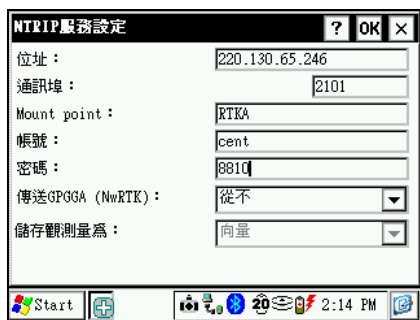 NTRIP服務設定 ? OK ×
位址： 220.130.65.246
通訊埠： 2101
Mount point： RTKA
帳號： cent
密碼： 8810
傳送GPGGA (NwRTK)： 從不
儲存觀測量為： 向量
Start 20 2:14 PM